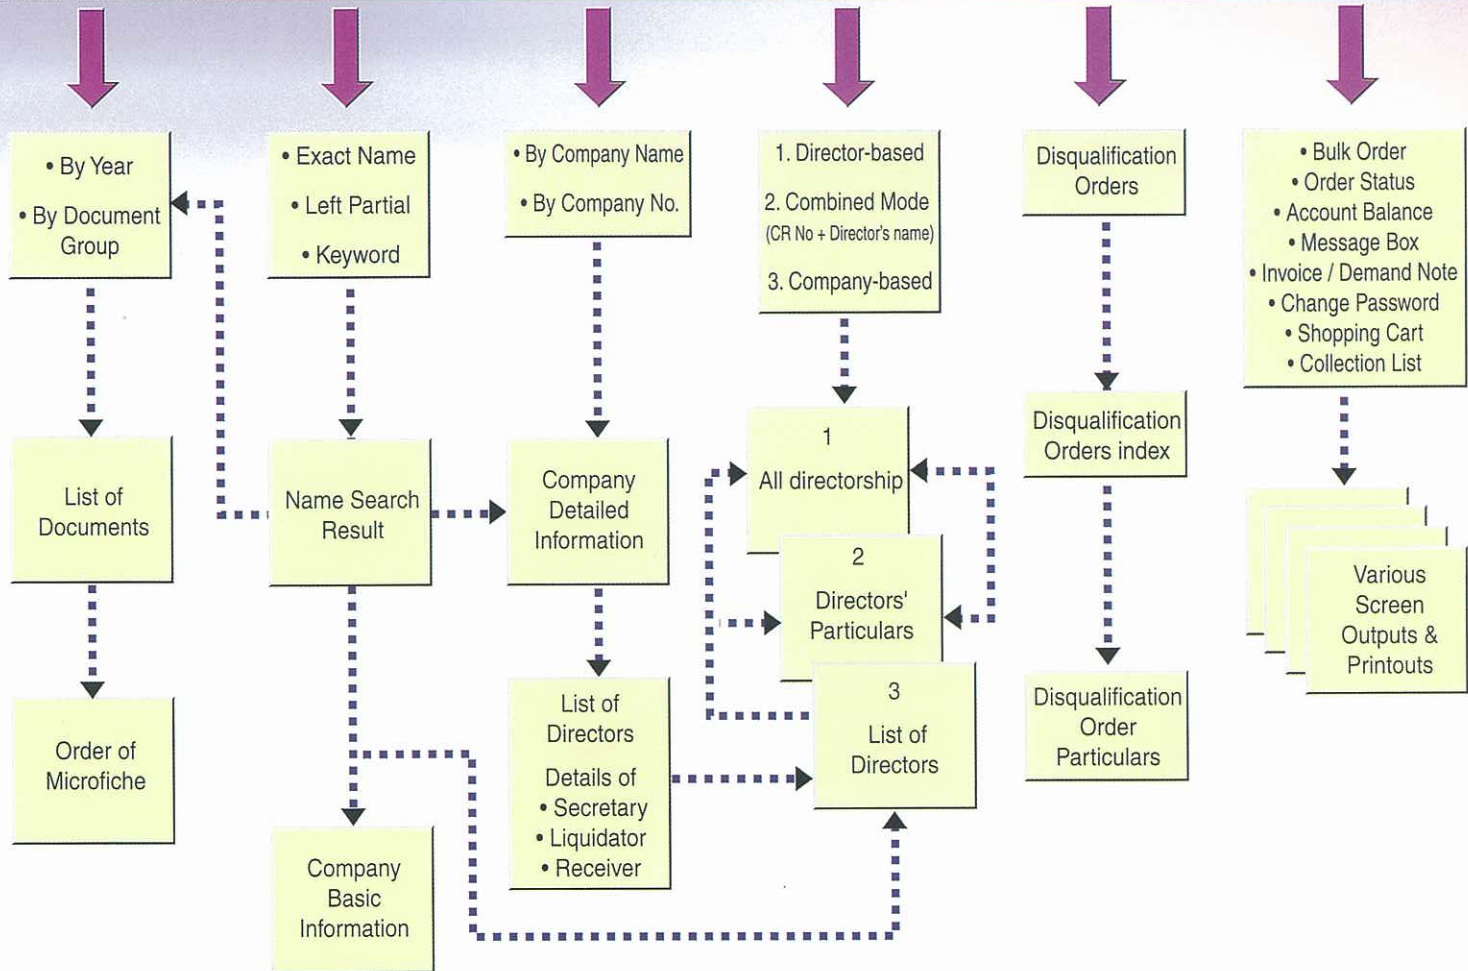 • By Year
• By Document
Group
• Exact Name
• Left Partial
• Keyword
• By Company Name
• By Company No.
1. Director-based
2. Combined Mode
(CR No + Director's name)
3. Company-based
Disqualification
Orders
• Bulk Order
• Order Status
• Account Balance
• Message Box
• Invoice / Demand Note
• Change Password
• Shopping Cart
• Collection List
List of
Documents
Name Search
Result
Company
Detailed
Information
1
All directorship
2
Directors'
Particulars
3
List of
Directors
Disqualification
Orders index
Various
Screen
Outputs &
Printouts
Order of
Microfiche
Company
Basic
Information
List of
Directors
Details of
• Secretary
• Liquidator
• Receiver
Disqualification
Order
Particulars